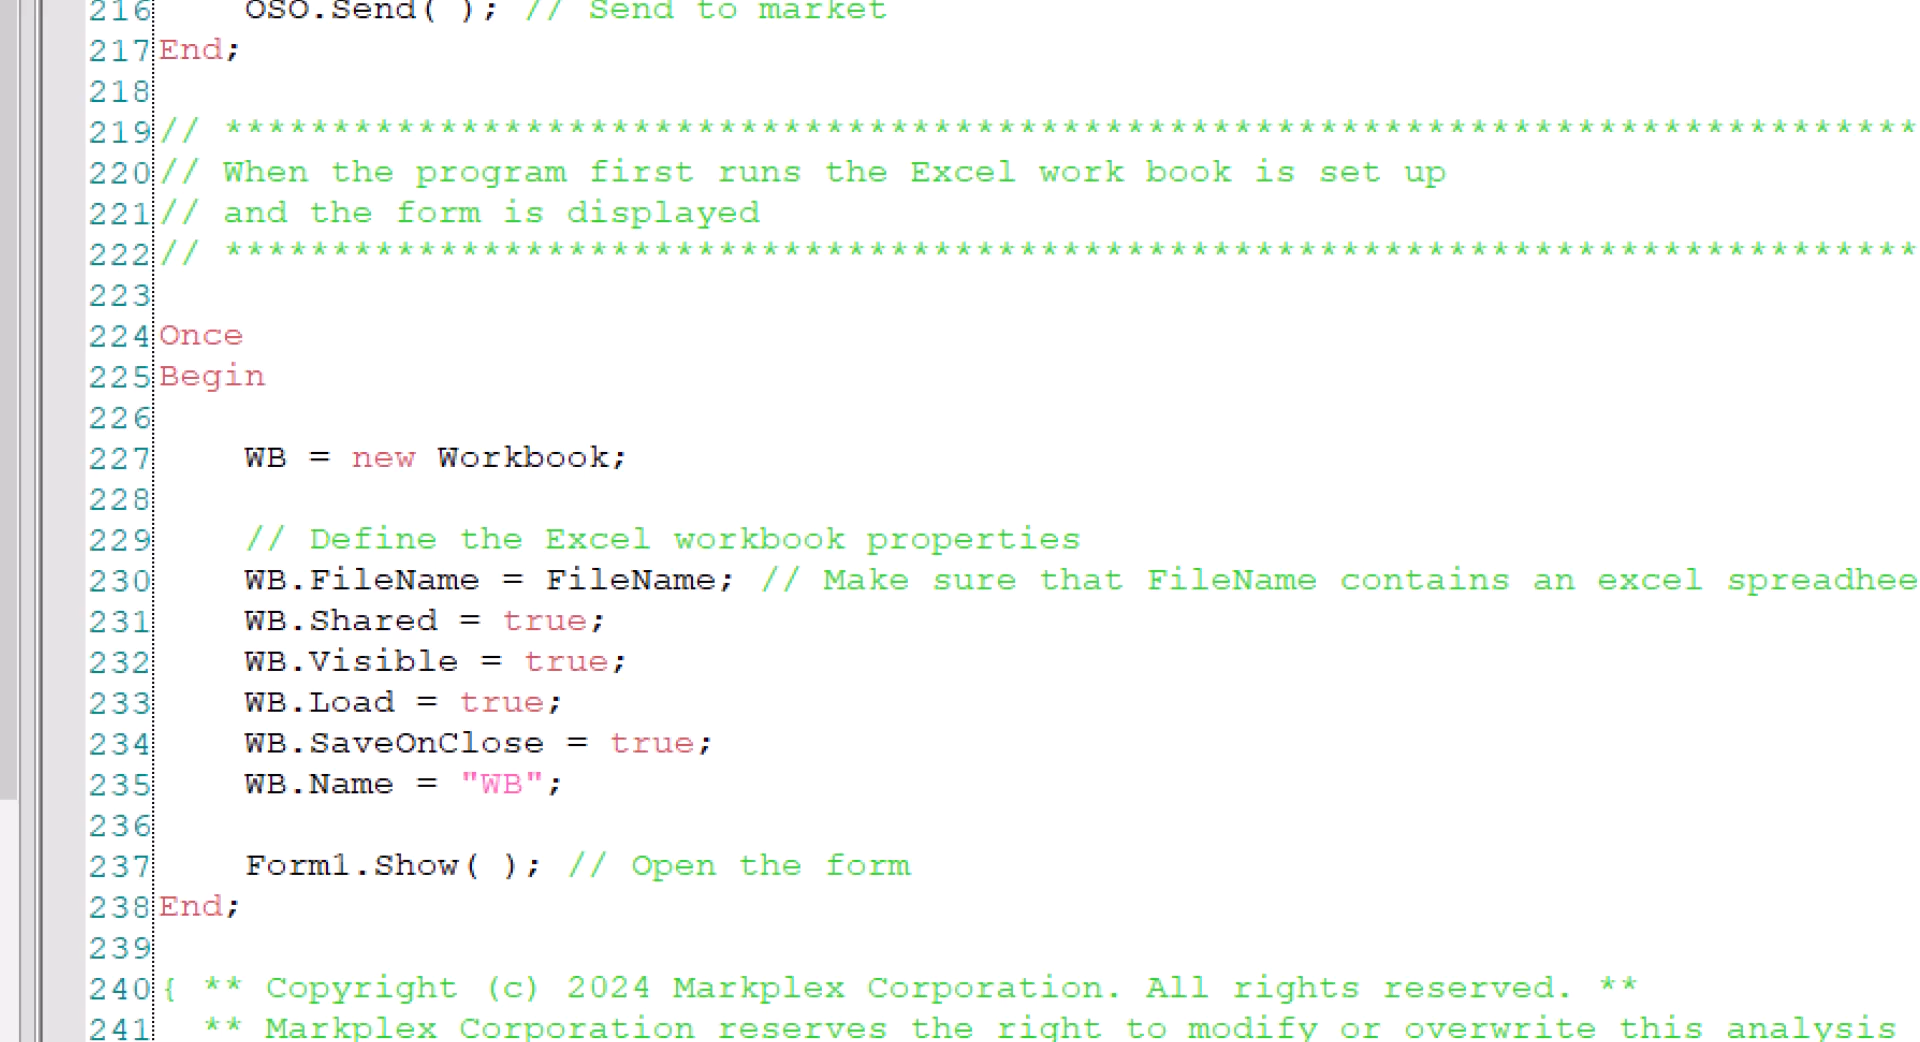 216 OSO.Send( ); // Send to market
217 End;
218
219 // *******************************************************************************
220 // When the program first runs the Excel work book is set up
221 // and the form is displayed
222 // *******************************************************************************
223
224 Once
225 Begin
226
227 WB = new Workbook;
228
229 // Define the Excel workbook properties
230 WB.FileName = FileName; // Make sure that FileName contains an excel spreadhee
231 WB.Shared = true;
232 WB.Visible = true;
233 WB.Load = true;
234 WB.SaveOnClose = true;
235 WB.Name = "WB";
236
237 Form1.Show( ); // Open the form
238 End;
239
240 { ** Copyright (c) 2024 Markplex Corporation. All rights reserved. **
241 ** Markplex Corporation reserves the right to modify or overwrite this analysis